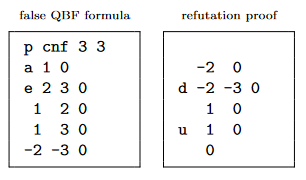 false QBF formula
p cnf 3 3
a 1 0
e 2 3 0
1 2 0
1 3 0
-2 -3 0
refutation proof
-2 0
d -2 -3 0
1 0
u 1 0
0